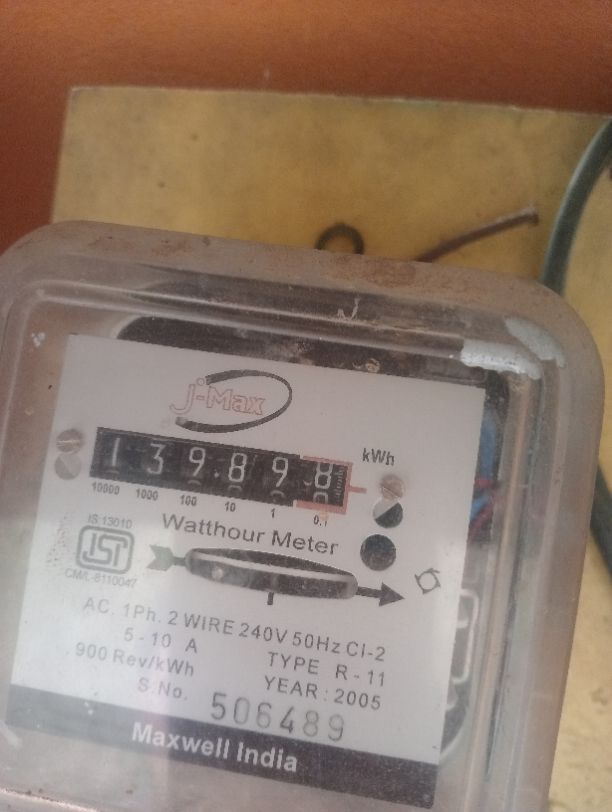 J-Max
kWh
1 3 9 8 9 8
10000 1000 100 10 1 0.1
IS:13010
Watthour Meter
ISI
CM/L-8110047
AC. 1Ph. 2 WIRE 240V 50Hz Cl-2
5 - 10 A TYPE R - 11
900 Rev/kWh YEAR : 2005
S.No. 506489
Maxwell India